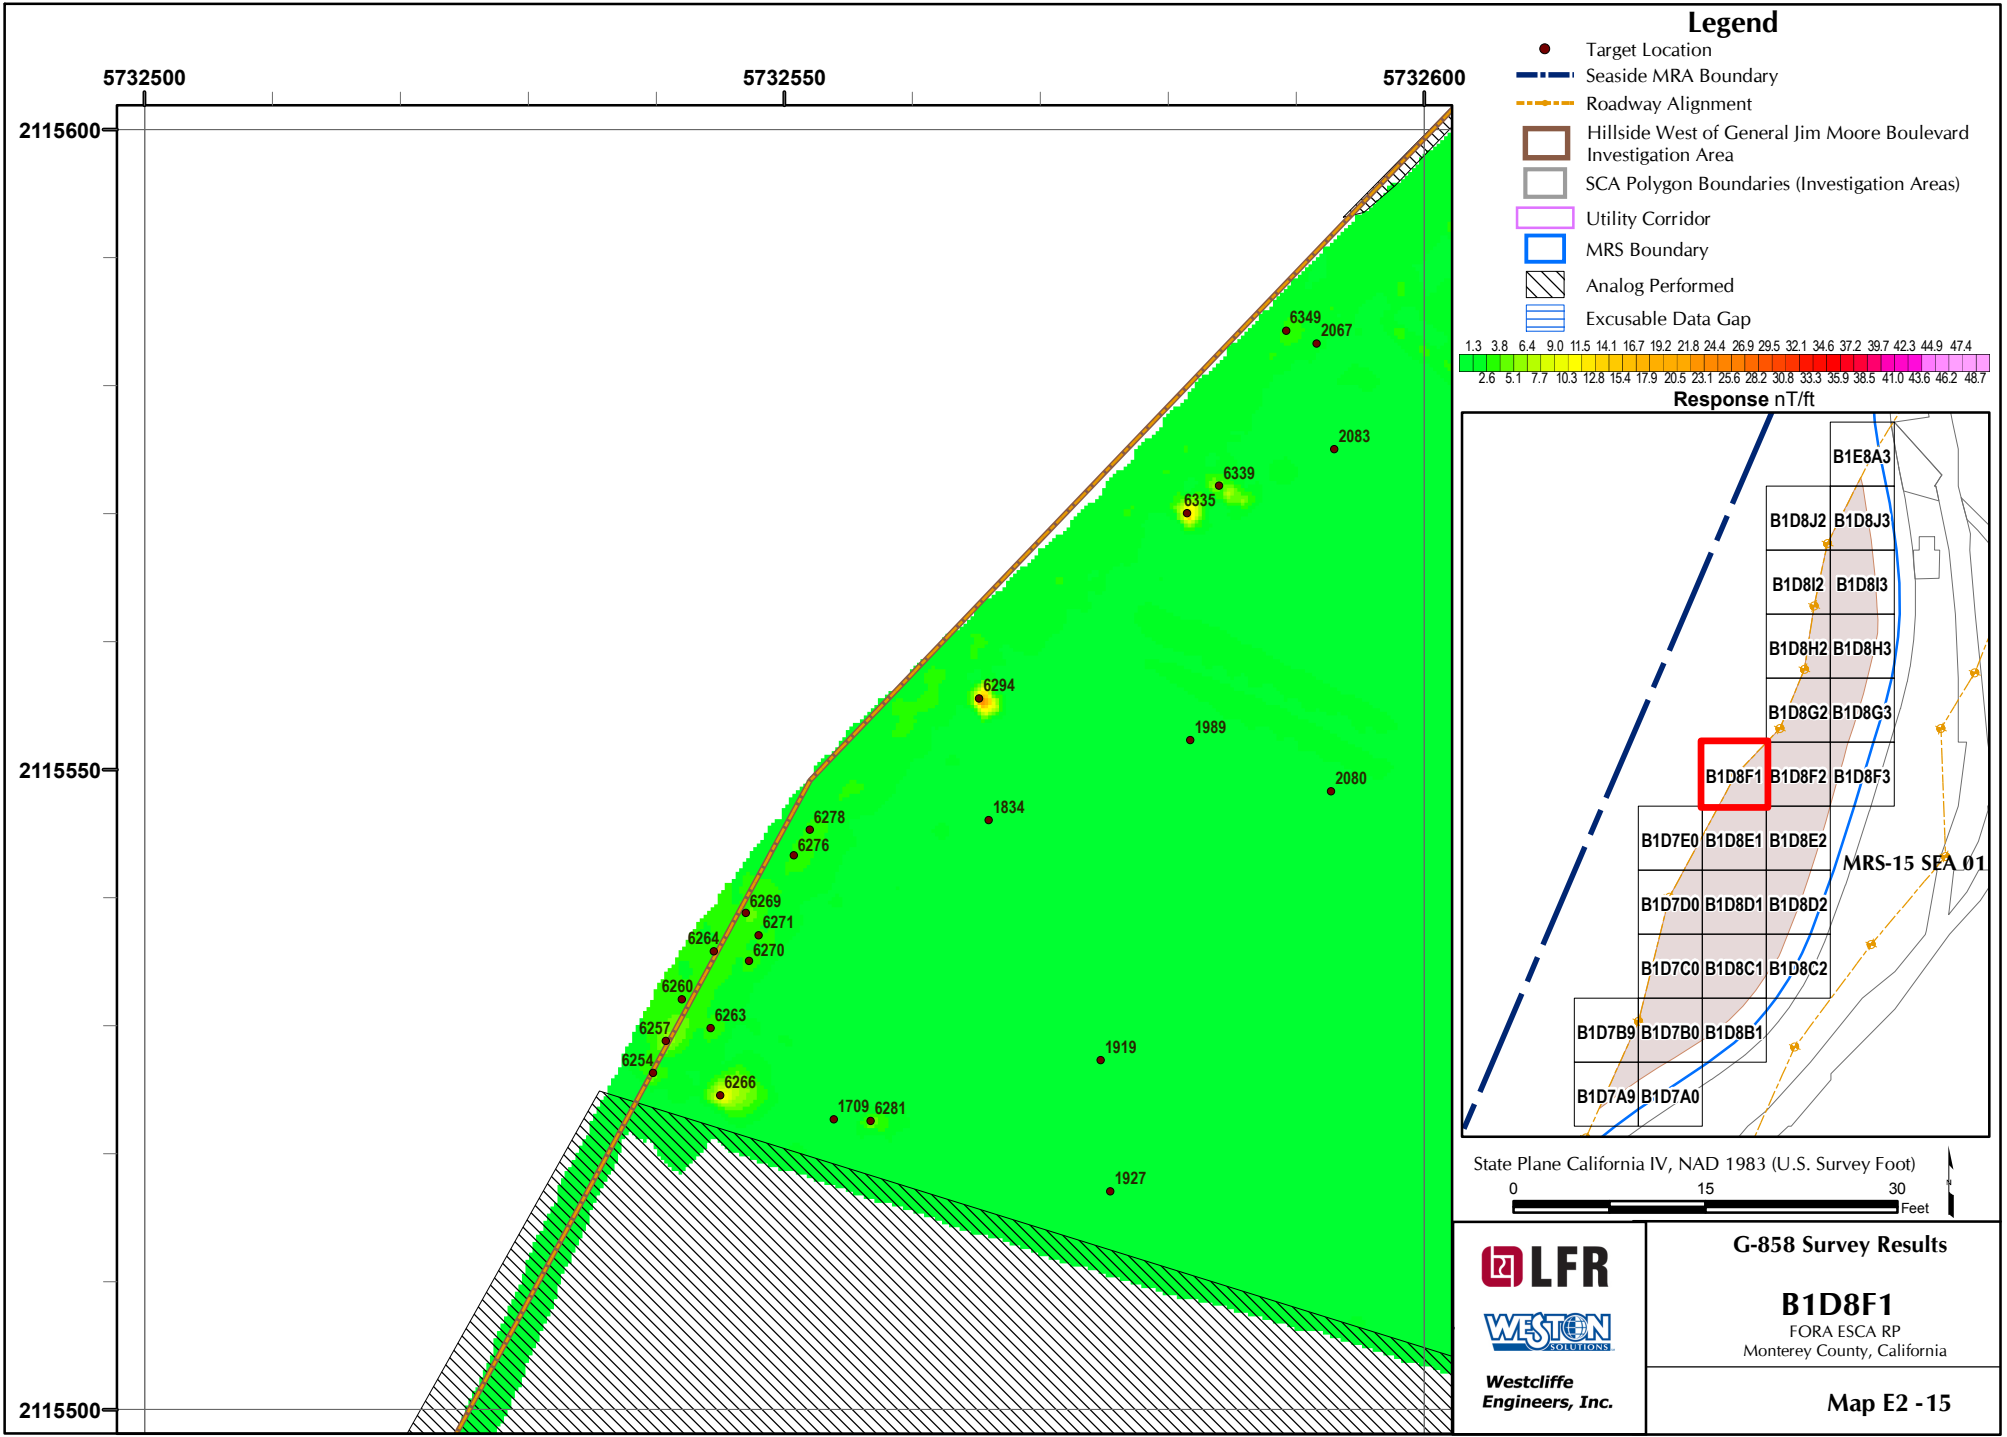 5732500
5732550
5732600
2115600
2115550
2115500
6349
2067
2083
6339
6335
6294
1989
2080
1834
6278
6276
6269
6271
6264
6270
6260
6263
6257
6254
6266
1919
1709
6281
1927
Legend
Target Location
Seaside MRA Boundary
Roadway Alignment
Hillside West of General Jim Moore Boulevard
Investigation Area
SCA Polygon Boundaries (Investigation Areas)
Utility Corridor
MRS Boundary
Analog Performed
Excusable Data Gap
1.3 3.8 6.4 9.0 11.5 14.1 16.7 19.2 21.8 24.4 26.9 29.5 32.1 34.6 37.2 39.7 42.3 44.9 47.4
2.6 5.1 7.7 10.3 12.8 15.4 17.9 20.5 23.1 25.6 28.2 30.8 33.3 35.9 38.5 41.0 43.6 46.2 48.7
Response nT/ft
B1E8A3
B1D8J2 B1D8J3
B1D8I2 B1D8I3
B1D8H2 B1D8H3
B1D8G2 B1D8G3
B1D8F1 B1D8F2 B1D8F3
B1D7E0 B1D8E1 B1D8E2
MRS-15 SEA 01
B1D7D0 B1D8D1 B1D8D2
B1D7C0 B1D8C1 B1D8C2
B1D7B9 B1D7B0 B1D8B1
B1D7A9 B1D7A0
State Plane California IV, NAD 1983 (U.S. Survey Foot)
0 15 30
Feet
N
LFR
WESTON
SOLUTIONS
Westcliffe
Engineers, Inc.
G-858 Survey Results
B1D8F1
FORA ESCA RP
Monterey County, California
Map E2 -15